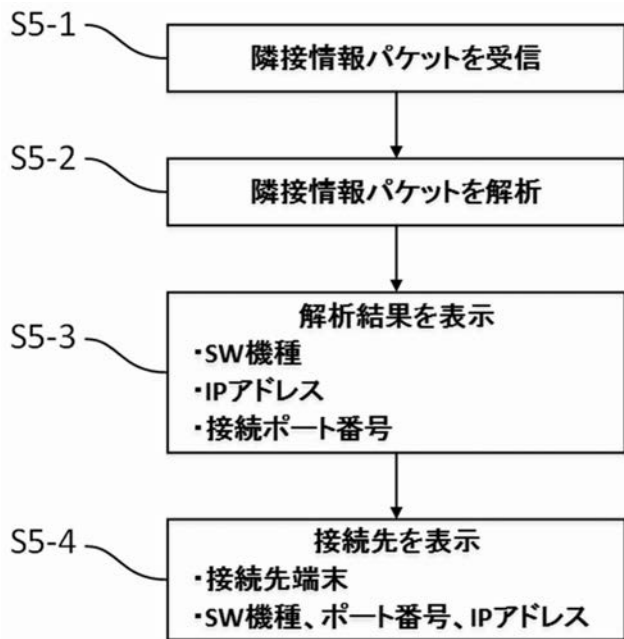 S5-1
隣接情報パケットを受信
S5-2
隣接情報パケットを解析
S5-3
解析結果を表示
・SW機種
・IPアドレス
・接続ポート番号
S5-4
接続先を表示
・接続先端末
・SW機種、ポート番号、IPアドレス